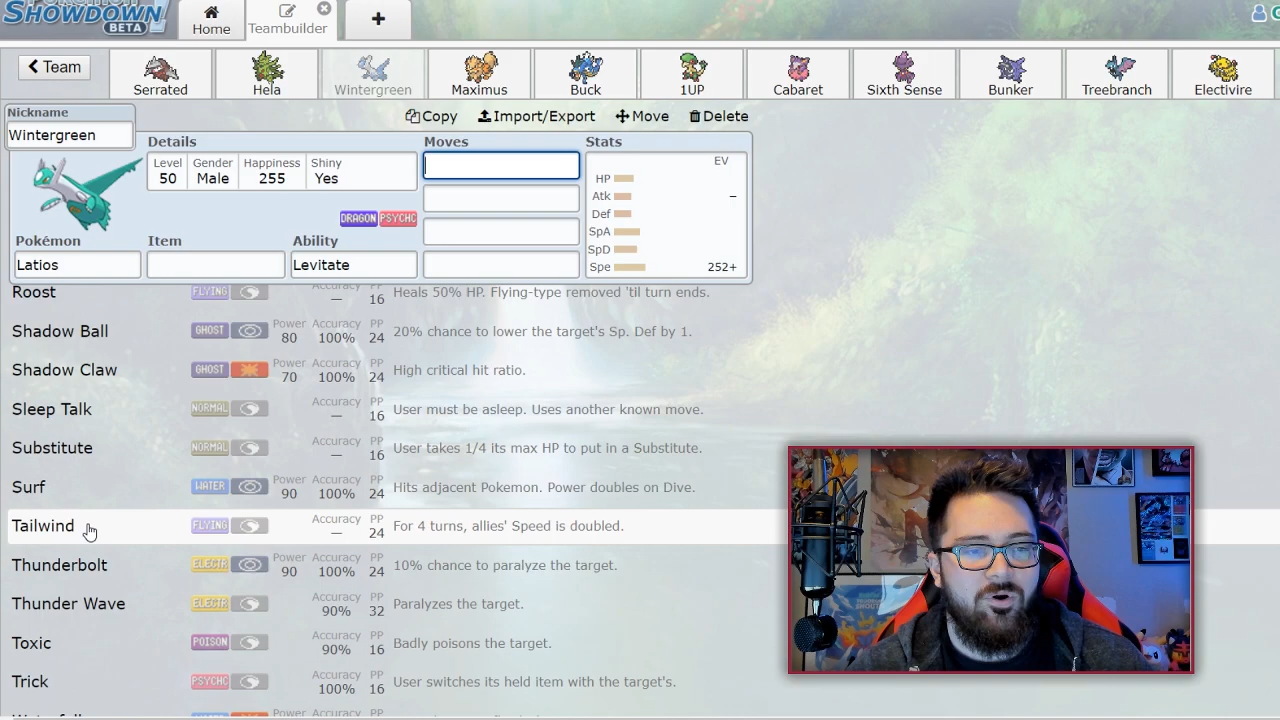 SHOWDOWN
BETA
Home
Teambuilder
+
Team
Serrated
Hela
Wintergreen
Maximus
Buck
1UP
Cabaret
Sixth Sense
Bunker
Treebranch
Electivire
Nickname
Wintergreen
Copy
Import/Export
Move
Delete
Details
Moves
Stats
Level
50
Gender
Male
Happiness
255
Shiny
Yes
EV
HP
Atk –
Def
SpA
SpD
Spe 252+
DRAGON PSYCHC
Pokémon
Latios
Item
Ability
Levitate
Roost FLYING Accuracy — PP 16 Heals 50% HP. Flying-type removed 'til turn ends.
Shadow Ball GHOST Power 80 Accuracy 100% PP 24 20% chance to lower the target's Sp. Def by 1.
Shadow Claw GHOST Power 70 Accuracy 100% PP 24 High critical hit ratio.
Sleep Talk NORMAL Accuracy — PP 16 User must be asleep. Uses another known move.
Substitute NORMAL Accuracy — PP 16 User takes 1/4 its max HP to put in a Substitute.
Surf WATER Power 90 Accuracy 100% PP 24 Hits adjacent Pokemon. Power doubles on Dive.
Tailwind FLYING Accuracy — PP 24 For 4 turns, allies' Speed is doubled.
Thunderbolt ELECTR Power 90 Accuracy 100% PP 24 10% chance to paralyze the target.
Thunder Wave ELECTR Accuracy 90% PP 32 Paralyzes the target.
Toxic POISON Accuracy 90% PP 16 Badly poisons the target.
Trick PSYCHC Accuracy 100% PP 16 User switches its held item with the target's.
Power Accuracy PP